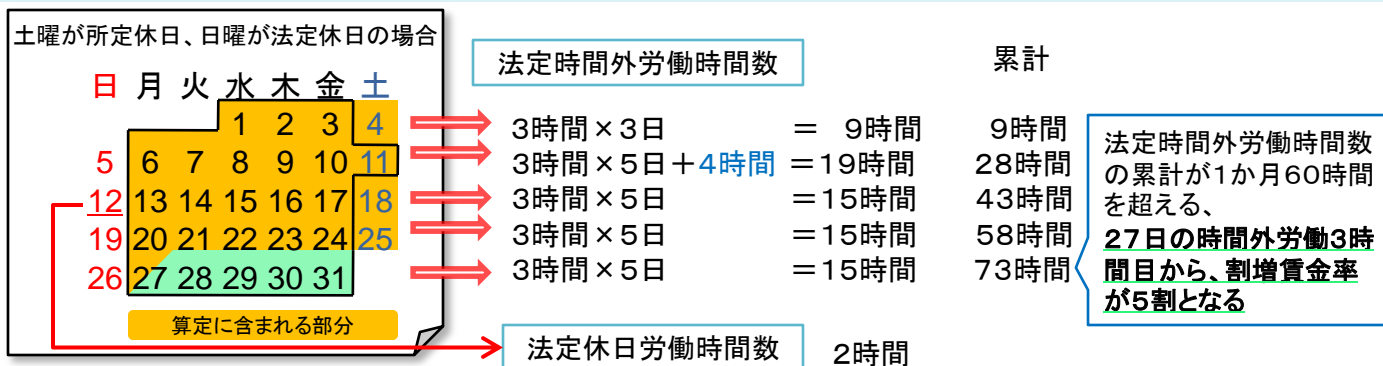 土曜が所定休日、日曜が法定休日の場合
日 月 火 水 木 金 土
1 2 3 4
5 6 7 8 9 10 11
12 13 14 15 16 17 18
19 20 21 22 23 24 25
26 27 28 29 30 31
算定に含まれる部分
法定時間外労働時間数 累計
3時間×3日 = 9時間 9時間
3時間×5日+4時間 =19時間 28時間
3時間×5日 =15時間 43時間
3時間×5日 =15時間 58時間
3時間×5日 =15時間 73時間
法定時間外労働時間数
の累計が1か月60時間
を超える、
27日の時間外労働3時
間目から、割増賃金率
が5割となる
法定休日労働時間数 2時間